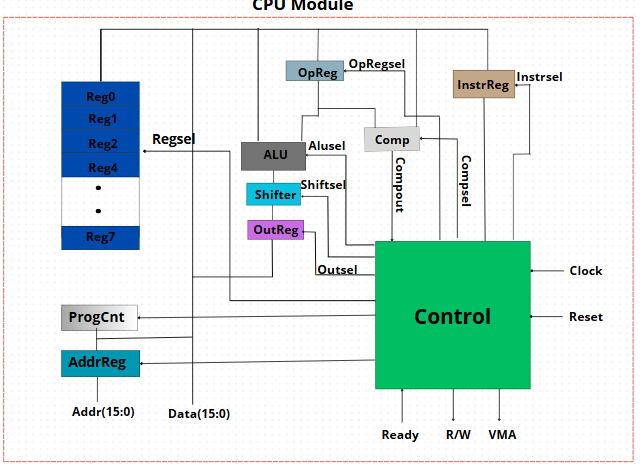 CPU Module
OpReg
OpRegsel
InstrReg
Instrsel
Reg0
Reg1
Reg2
Reg4
Reg7
Regsel
ALU
Alusel
Comp
Shifter
Shiftsel
Compout
Compsel
OutReg
Outsel
Control
Clock
Reset
ProgCnt
AddrReg
Addr(15:0)
Data(15:0)
Ready
R/W
VMA